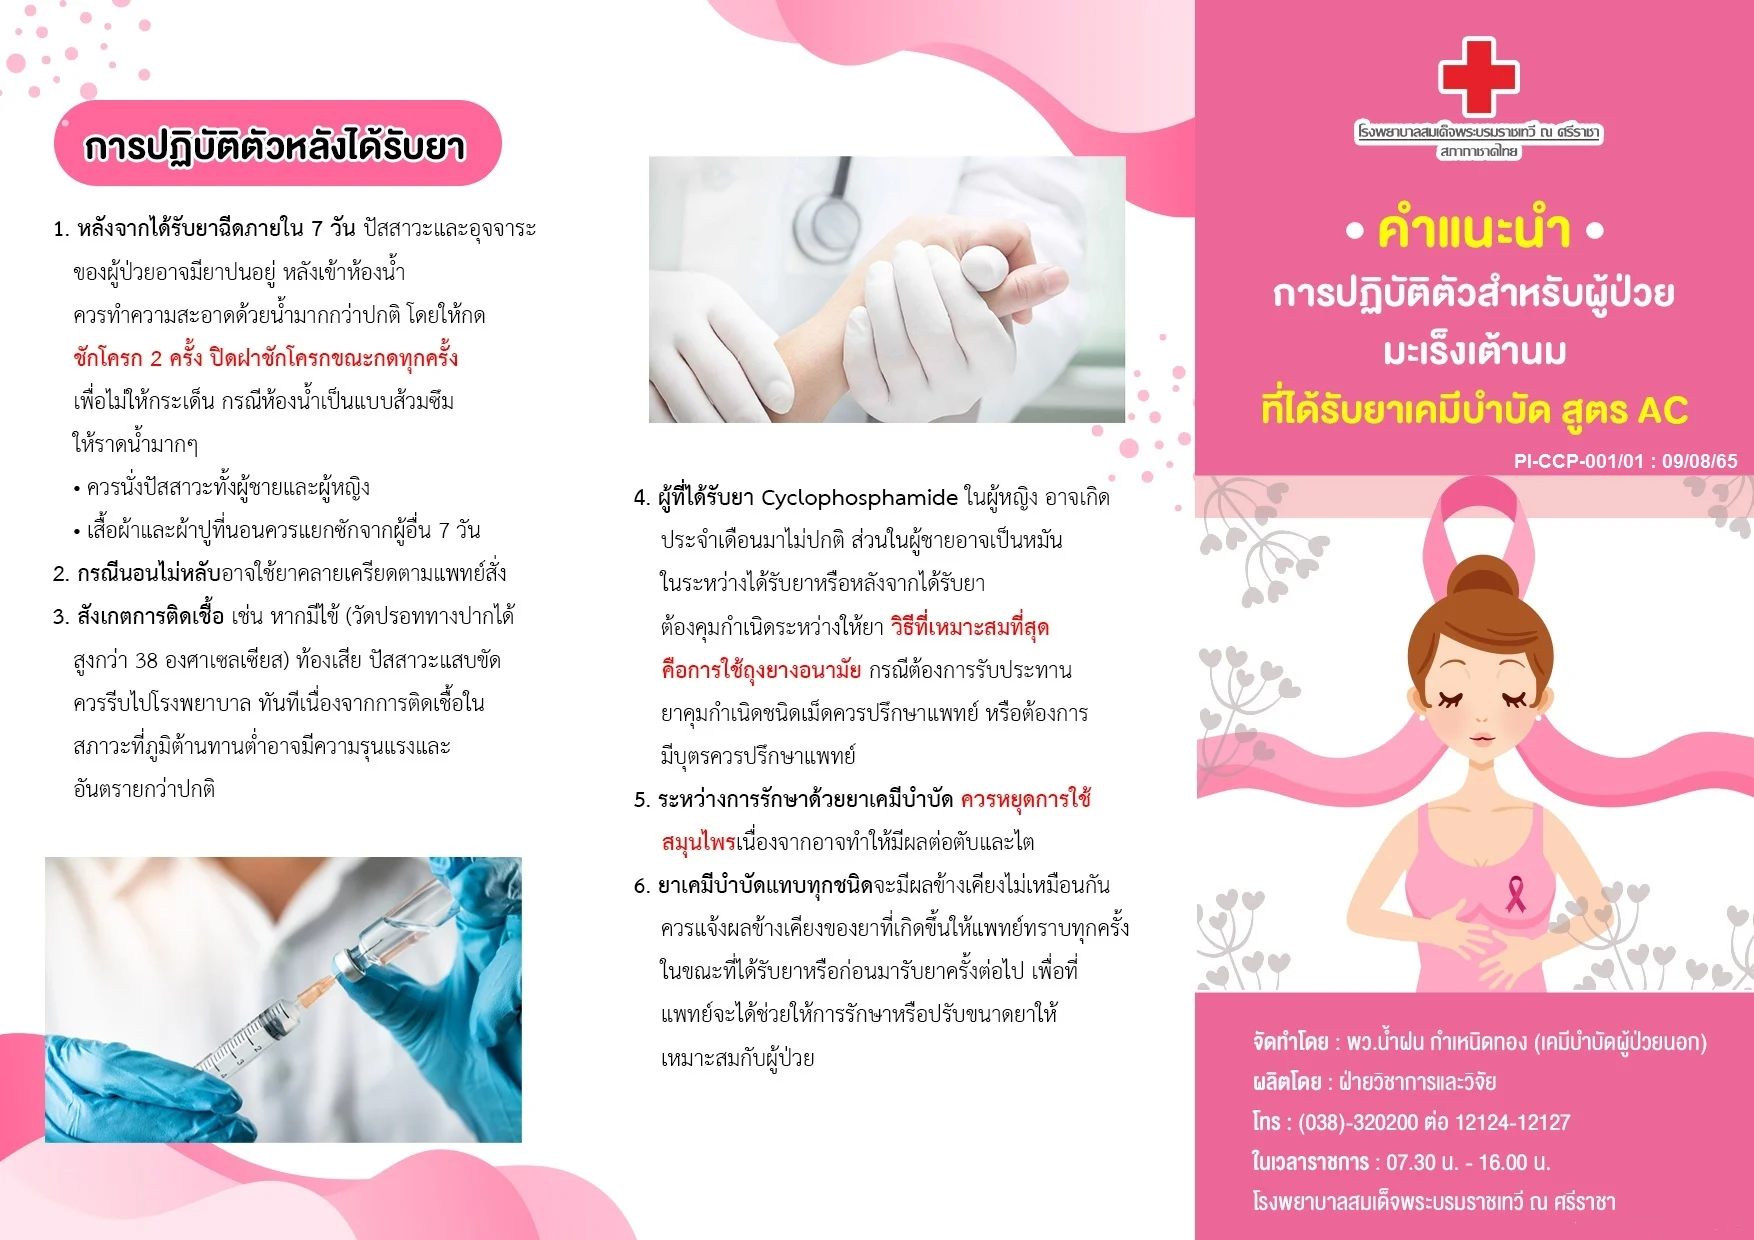 การปฏิบัติตัวหลังได้รับยา
1. หลังจากได้รับยาฉีดภายใน 7 วัน ปัสสาวะและอุจจาระ
ของผู้ป่วยอาจมียาปนอยู่ หลังเข้าห้องน้ำ
ควรทำความสะอาดด้วยน้ำมากกว่าปกติ โดยให้กด
ชักโครก 2 ครั้ง ปิดฝาชักโครกขณะกดทุกครั้ง
เพื่อไม่ให้กระเด็น กรณีห้องน้ำเป็นแบบส้วมซึม
ให้ราดน้ำมากๆ
• ควรนั่งปัสสาวะทั้งผู้ชายและผู้หญิง
• เสื้อผ้าและผ้าปูที่นอนควรแยกซักจากผู้อื่น 7 วัน
2. กรณีนอนไม่หลับอาจใช้ยาคลายเครียดตามแพทย์สั่ง
3. สังเกตการติดเชื้อ เช่น หากมีไข้ (วัดปรอททางปากได้
สูงกว่า 38 องศาเซลเซียส) ท้องเสีย ปัสสาวะแสบขัด
ควรรีบไปโรงพยาบาล ทันทีเนื่องจากการติดเชื้อใน
สภาวะที่ภูมิต้านทานต่ำอาจมีความรุนแรงและ
อันตรายกว่าปกติ
4. ผู้ที่ได้รับยา Cyclophosphamide ในผู้หญิง อาจเกิด
ประจำเดือนมาไม่ปกติ ส่วนในผู้ชายอาจเป็นหมัน
ในระหว่างได้รับยาหรือหลังจากได้รับยา
ต้องคุมกำเนิดระหว่างให้ยา วิธีที่เหมาะสมที่สุด
คือการใช้ถุงยางอนามัย กรณีต้องการรับประทาน
ยาคุมกำเนิดชนิดเม็ดควรปรึกษาแพทย์ หรือต้องการ
มีบุตรควรปรึกษาแพทย์
5. ระหว่างการรักษาด้วยยาเคมีบำบัด ควรหยุดการใช้
สมุนไพรเนื่องจากอาจทำให้มีผลต่อตับและไต
6. ยาเคมีบำบัดแทบทุกชนิดจะมีผลข้างเคียงไม่เหมือนกัน
ควรแจ้งผลข้างเคียงของยาที่เกิดขึ้นให้แพทย์ทราบทุกครั้ง
ในขณะที่ได้รับยาหรือก่อนมารับยาครั้งต่อไป เพื่อที่
แพทย์จะได้ช่วยให้การรักษาหรือปรับขนาดยาให้
เหมาะสมกับผู้ป่วย
โรงพยาบาลสมเด็จพระบรมราชเทวี ณ ศรีราชา
สภากาชาดไทย
• คำแนะนำ •
การปฏิบัติตัวสำหรับผู้ป่วย
มะเร็งเต้านม
ที่ได้รับยาเคมีบำบัด สูตร AC
PI-CCP-001/01 : 09/08/65
จัดทำโดย : พว.น้ำฝน กำเหนิดทอง (เคมีบำบัดผู้ป่วยนอก)
ผลิตโดย : ฝ่ายวิชาการและวิจัย
โทร : (038)-320200 ต่อ 12124-12127
ในเวลาราชการ : 07.30 น. - 16.00 น.
โรงพยาบาลสมเด็จพระบรมราชเทวี ณ ศรีราชา